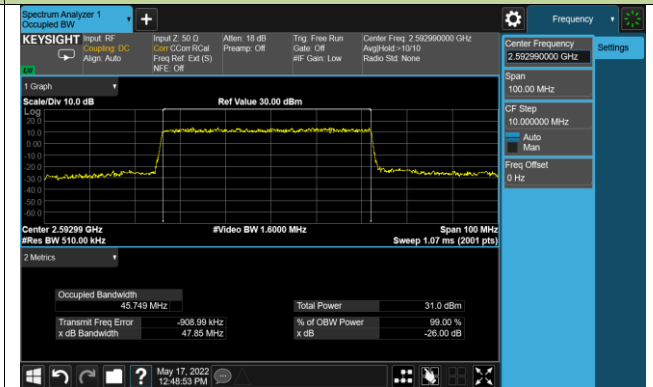 Spectrum Analyzer 1
Occupied BW
Frequency
KEYSIGHT
Input: RF
Coupling: DC
Align: Auto
Input Z: 50 Ω
Corr CCorr RCal
Freq Ref: Ext (S)
NFE: Off
Atten: 18 dB
Preamp: Off
Trig: Free Run
Gate: Off
#IF Gain: Low
Center Freq: 2.592990000 GHz
Avg|Hold:>10/10
Radio Std: None
Center Frequency
2.592990000 GHz
Settings
Span
100.00 MHz
CF Step
10.000000 MHz
Auto
Man
Freq Offset
0 Hz
1 Graph
Scale/Div 10.0 dB
Ref Value 30.00 dBm
Log
20.0
10.0
0.00
-10.0
-20.0
-30.0
-40.0
-50.0
-60.0
Center 2.59299 GHz
#Video BW 1.6000 MHz
Span 100 MHz
#Res BW 510.00 kHz
Sweep 1.07 ms (2001 pts)
2 Metrics
Occupied Bandwidth
45.749 MHz
Total Power 31.0 dBm
Transmit Freq Error -908.99 kHz
% of OBW Power 99.00 %
x dB Bandwidth 47.85 MHz
x dB -26.00 dB
?
May 17, 2022
12:48:53 PM